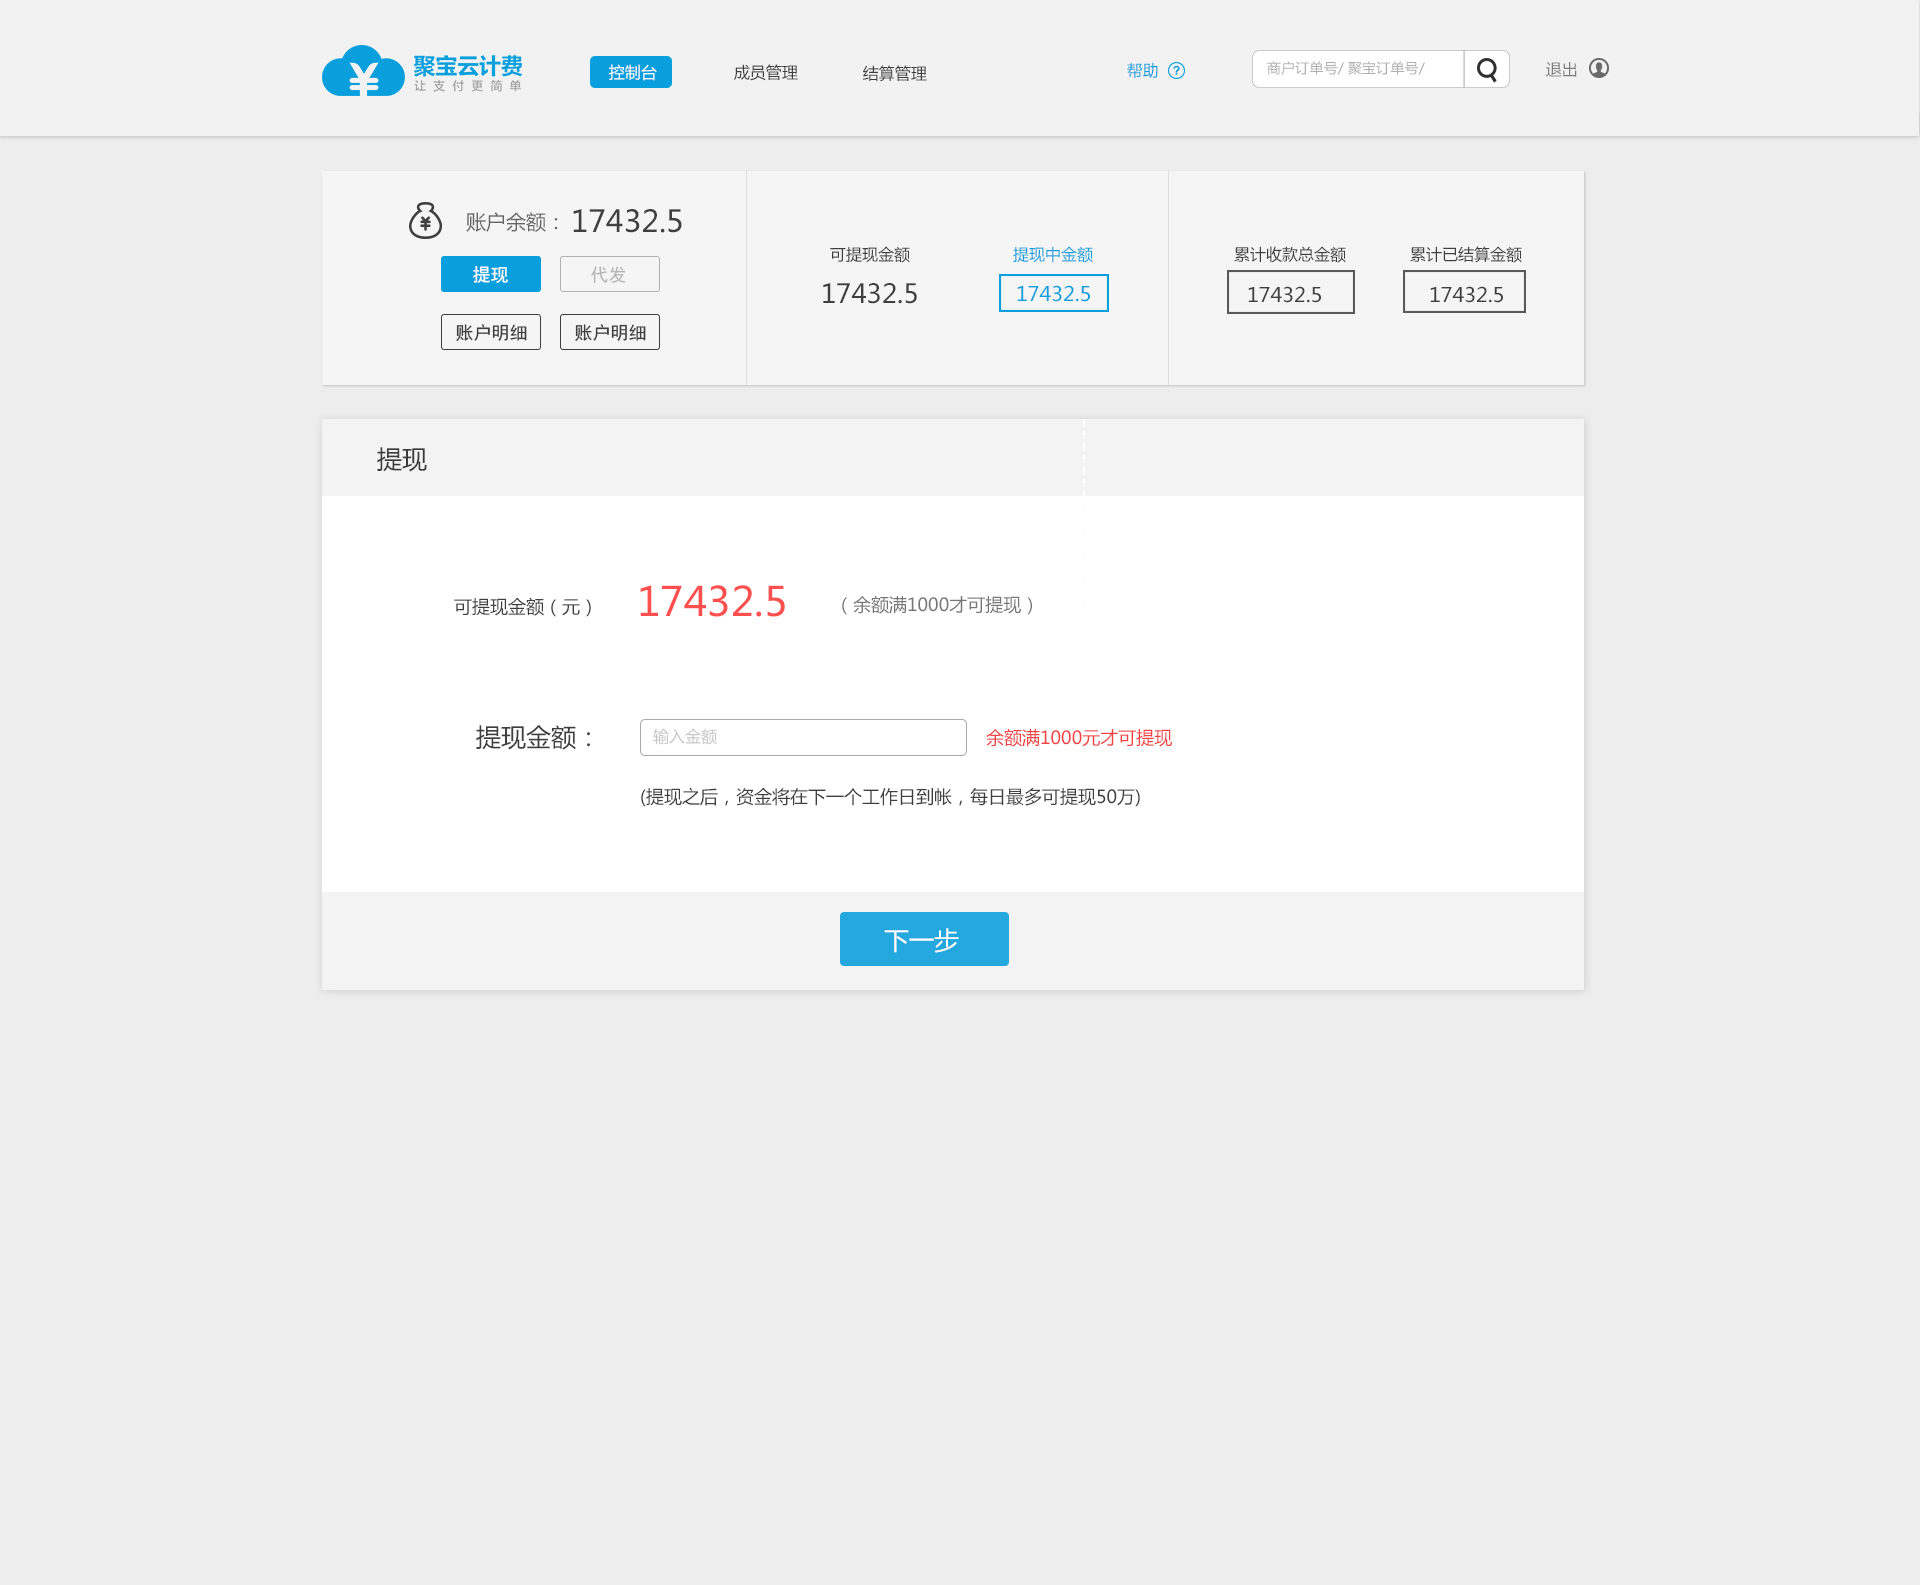 聚宝云计费
让支付更简单
控制台
成员管理
结算管理
帮助 ?
商户订单号/ 聚宝订单号/
退出
账户余额： 17432.5
提现
代发
账户明细
账户明细
可提现金额
17432.5
提现中金额
17432.5
累计收款总金额
17432.5
累计已结算金额
17432.5
提现
可提现金额（元） 17432.5 （余额满1000才可提现）
提现金额： 输入金额 余额满1000元才可提现
(提现之后，资金将在下一个工作日到帐，每日最多可提现50万)
下一步